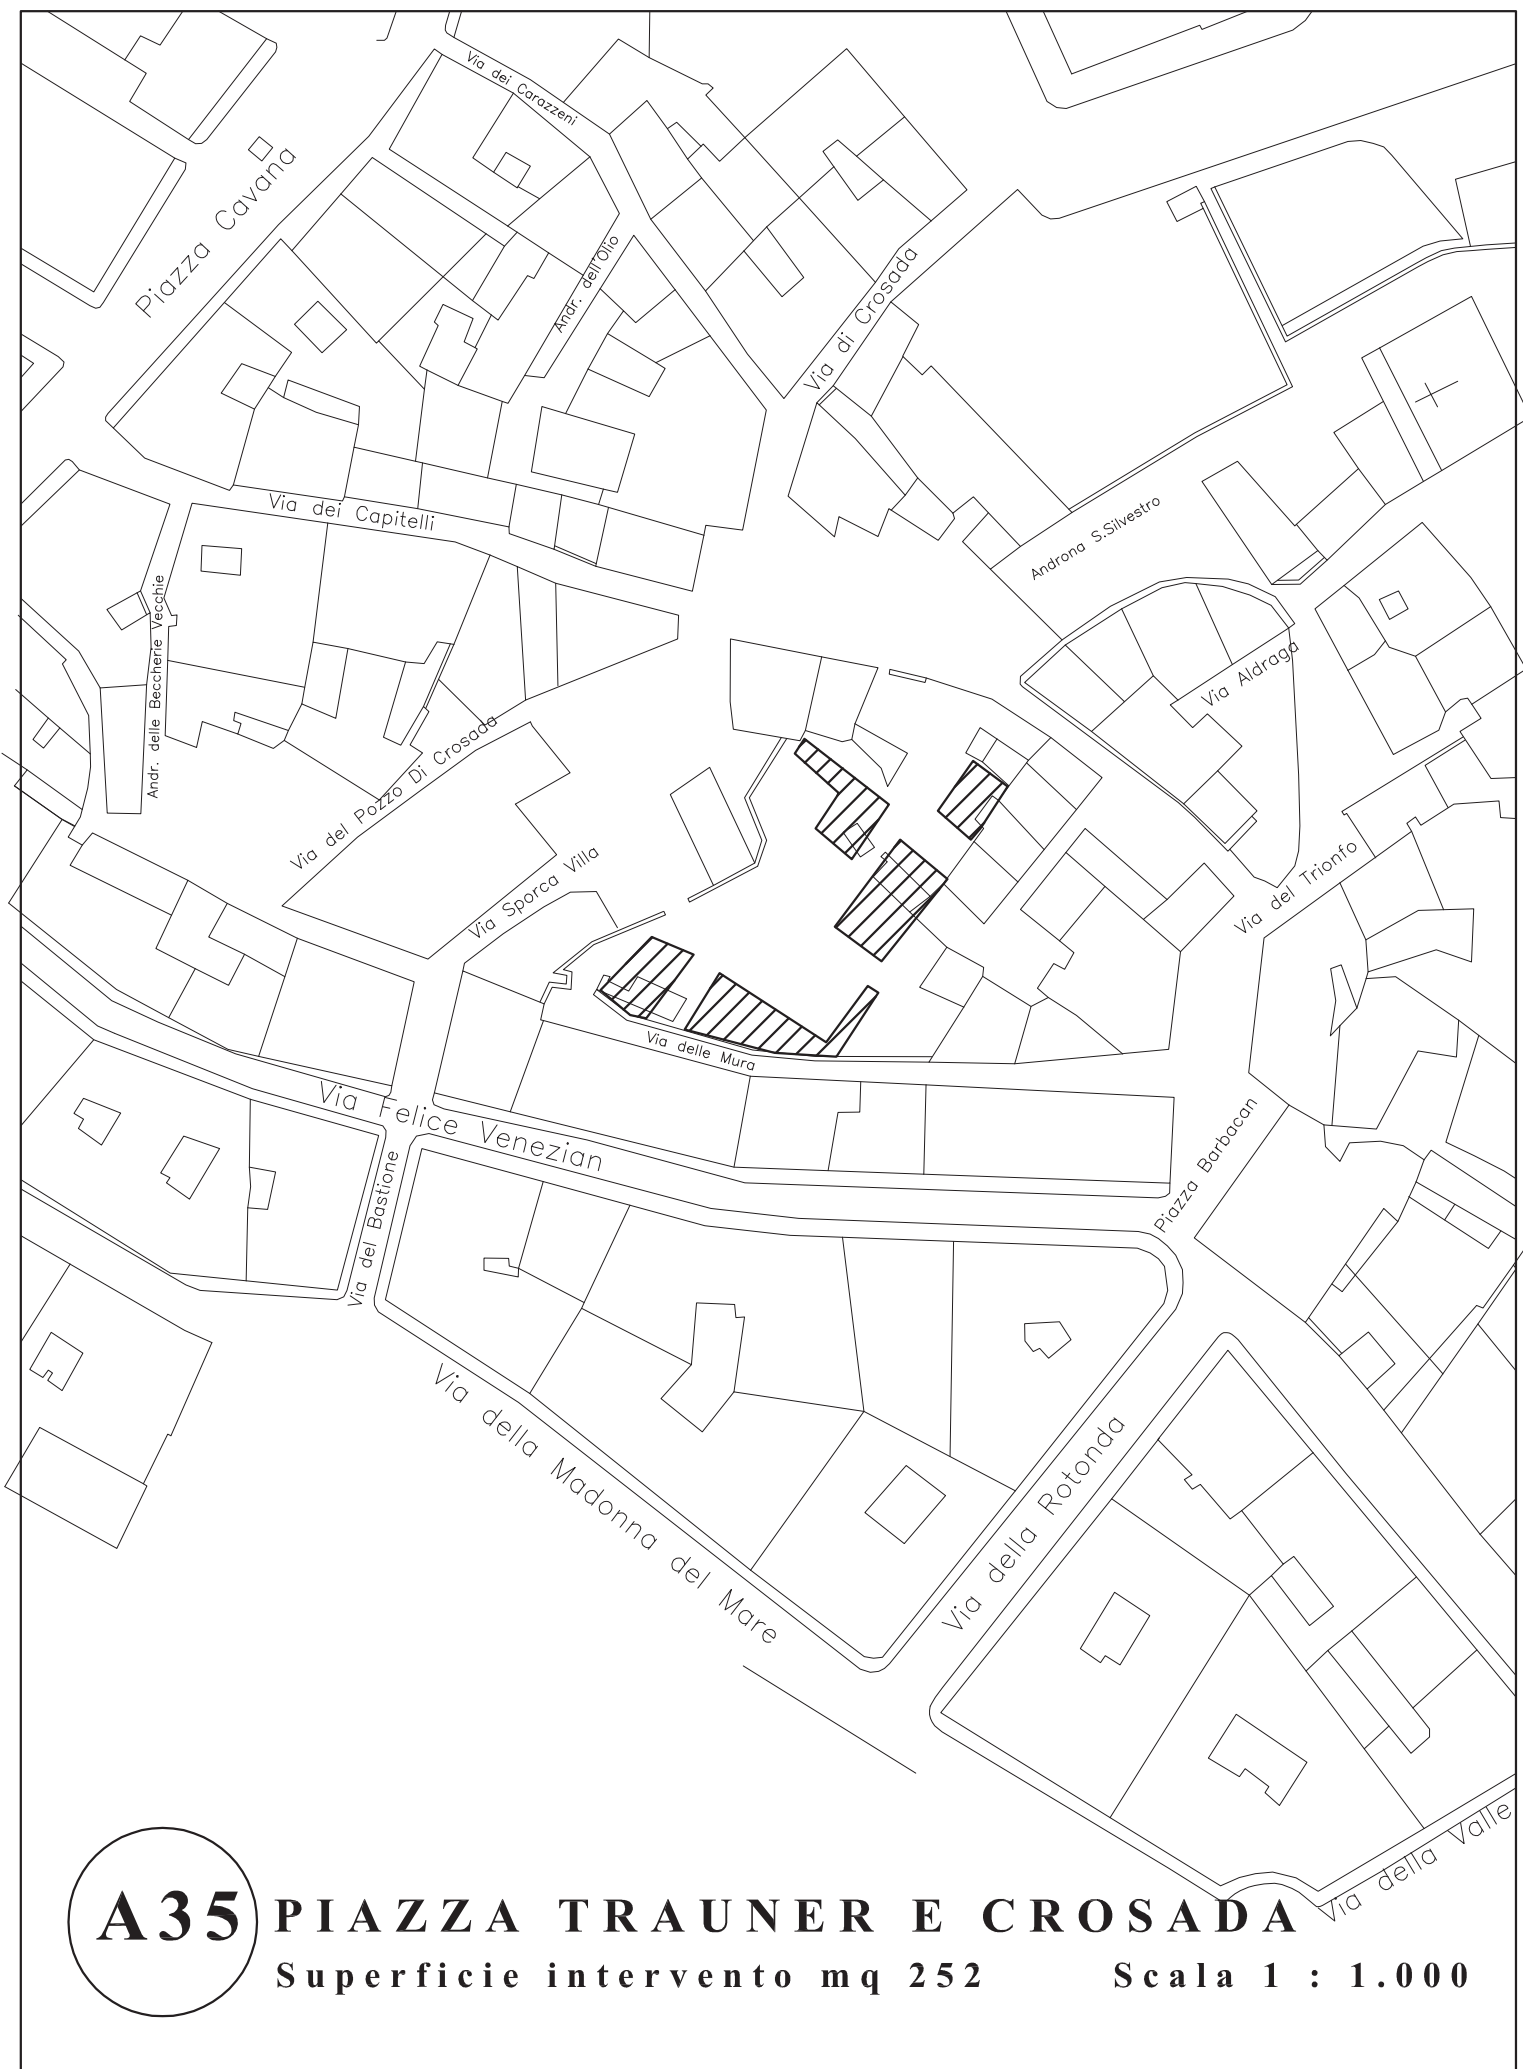 Via dei Carazzeni
Piazza Cavana
Andr. dell'Olio
Via di Crosada
Via dei Capitelli
Androna S.Silvestro
Andr. delle Beccherie Vecchie
Via Aldraga
Via del Pozzo Di Crosada
Via Sporca Villa
Via del Trionfo
Via delle Mura
Via Felice Venezian
Piazza Barbacan
Via del Bastione
Via della Madonna del Mare
Via della Rotonda
Via della Valle
A35
PIAZZA TRAUNER E CROSADA
Superficie intervento mq 252
Scala 1 : 1.000